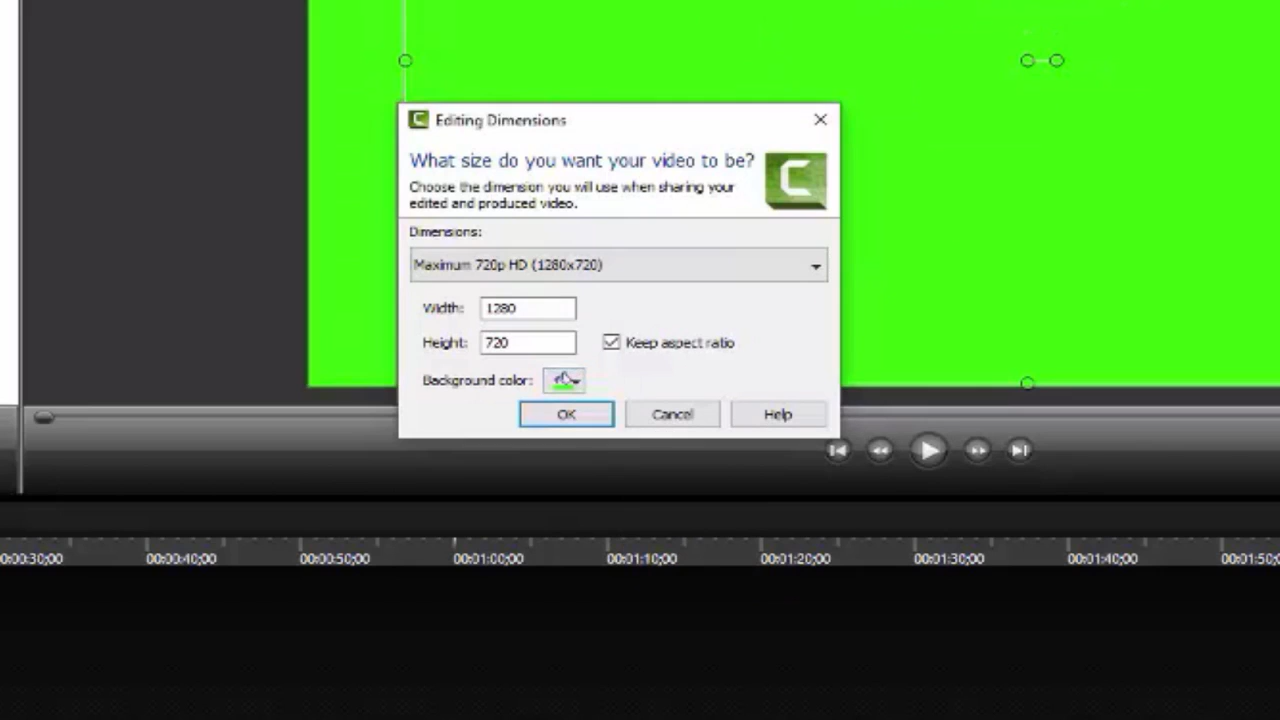 Editing Dimensions
What size do you want your video to be?
Choose the dimension you will use when sharing your
edited and produced video.
Dimensions:
Maximum 720p HD (1280x720)
Width: 1280
Height: 720 Keep aspect ratio
Background color:
OK Cancel Help
0:00:30;00 00:00:40;00 00:00:50;00 00:01:00;00 00:01:10;00 00:01:20;00 00:01:30;00 00:01:40;00 00:01:50;0